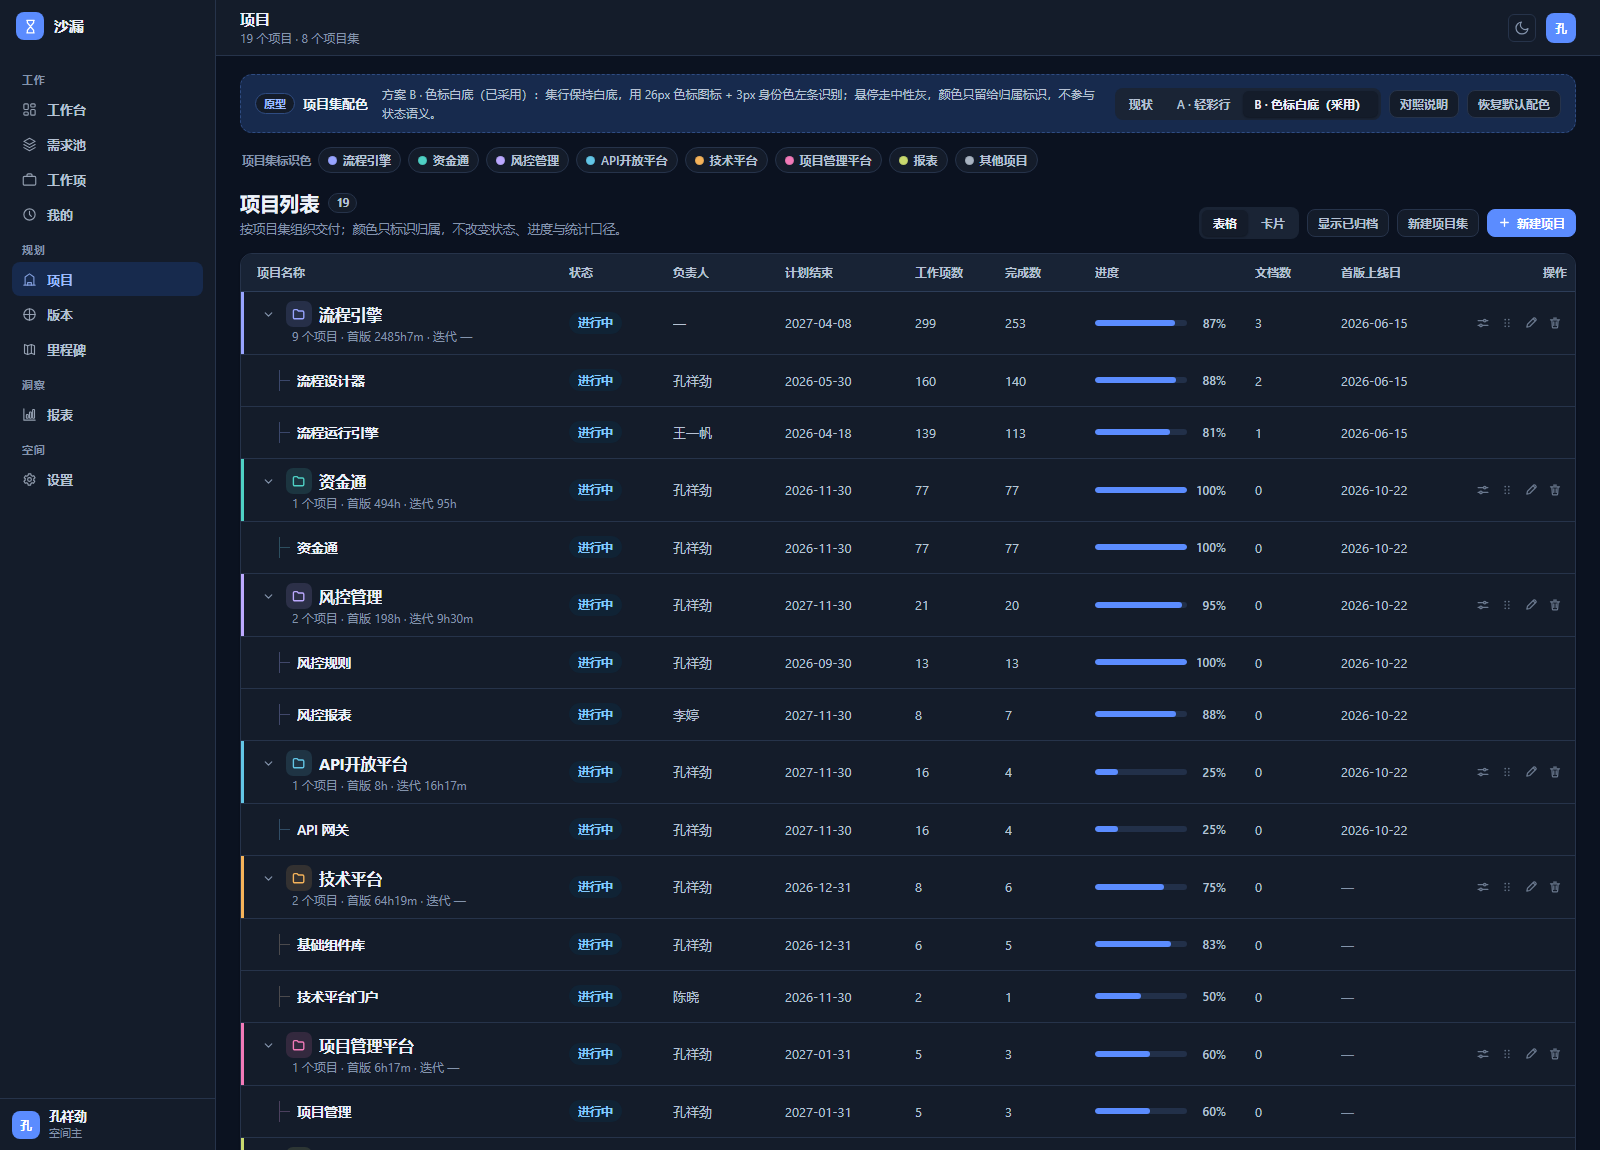 沙漏
工作
工作台
需求池
工作项
我的
规划
项目
版本
里程碑
洞察
报表
空间
设置
孔
孔祥劲
空间主
项目
19 个项目 · 8 个项目集
孔
原型
项目集配色
方案 B · 色标白底（已采用）：集行保持白底，用 26px 色标图标 + 3px 身份色左条识别；悬停走中性灰，颜色只留给归属标识，不参与
状态语义。
现状 A · 轻彩行 B · 色标白底（采用） 对照说明 恢复默认配色
项目集标识色 流程引擎 资金通 风控管理 API开放平台 技术平台 项目管理平台 报表 其他项目
项目列表 19
按项目集组织交付；颜色只标识归属，不改变状态、进度与统计口径。
表格 卡片 显示已归档 新建项目集 + 新建项目
项目名称 状态 负责人 计划结束 工作项数 完成数 进度 文档数 首版上线日 操作
流程引擎 进行中 — 2027-04-08 299 253 87% 3 2026-06-15
9 个项目 · 首版 2485h7m · 迭代 —
流程设计器 进行中 孔祥劲 2026-05-30 160 140 88% 2 2026-06-15
流程运行引擎 进行中 王一帆 2026-04-18 139 113 81% 1 2026-06-15
资金通 进行中 孔祥劲 2026-11-30 77 77 100% 0 2026-10-22
1 个项目 · 首版 494h · 迭代 95h
资金通 进行中 孔祥劲 2026-11-30 77 77 100% 0 2026-10-22
风控管理 进行中 孔祥劲 2027-11-30 21 20 95% 0 2026-10-22
2 个项目 · 首版 198h · 迭代 9h30m
风控规则 进行中 孔祥劲 2026-09-30 13 13 100% 0 2026-10-22
风控报表 进行中 李婷 2027-11-30 8 7 88% 0 2026-10-22
API开放平台 进行中 孔祥劲 2027-11-30 16 4 25% 0 2026-10-22
1 个项目 · 首版 8h · 迭代 16h17m
API 网关 进行中 孔祥劲 2027-11-30 16 4 25% 0 2026-10-22
技术平台 进行中 孔祥劲 2026-12-31 8 6 75% 0 —
2 个项目 · 首版 64h19m · 迭代 —
基础组件库 进行中 孔祥劲 2026-12-31 6 5 83% 0 —
技术平台门户 进行中 陈晓 2026-11-30 2 1 50% 0 —
项目管理平台 进行中 孔祥劲 2027-01-31 5 3 60% 0 —
1 个项目 · 首版 6h17m · 迭代 —
项目管理 进行中 孔祥劲 2027-01-31 5 3 60% 0 —